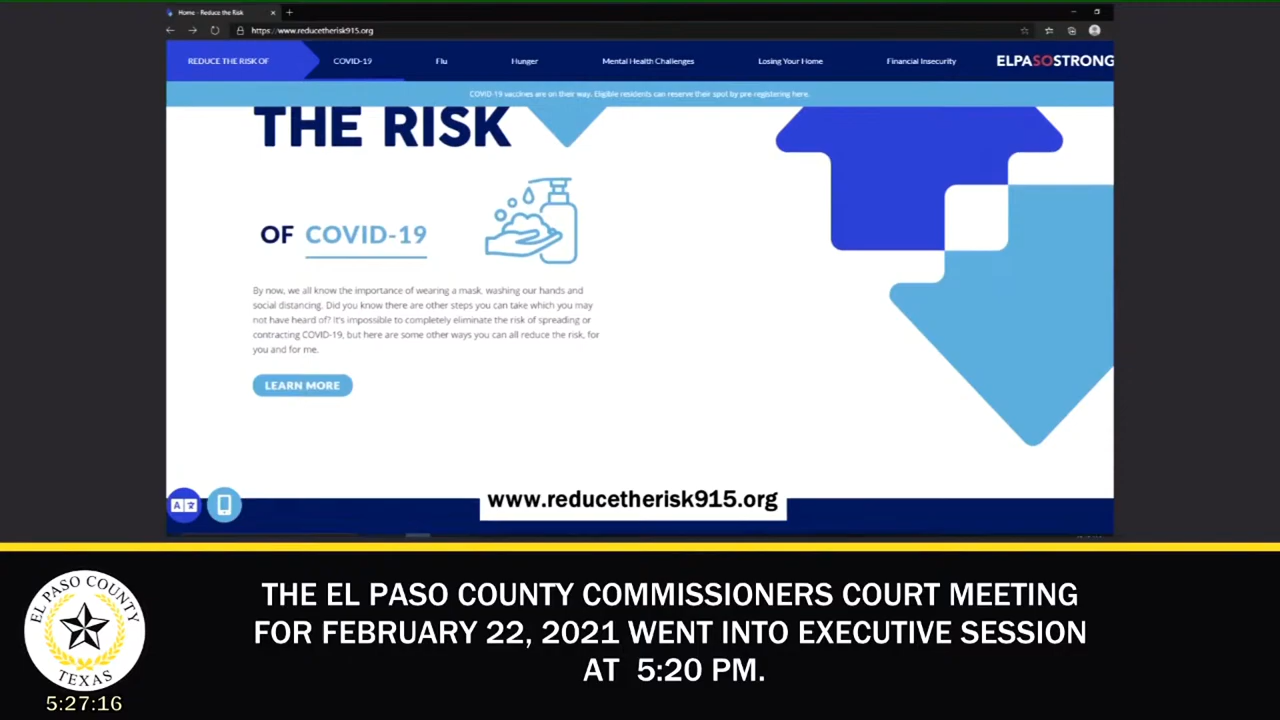 Home - Reduce the Risk
https://www.reducetherisk915.org
REDUCE THE RISK OF
COVID-19
Flu
Hunger
Mental Health Challenges
Losing Your Home
Financial Insecurity
ELPASOSTRONG
COVID-19 vaccines are on their way. Eligible residents can reserve their spot by pre-registering here.
THE RISK
OF COVID-19
By now, we all know the importance of wearing a mask, washing our hands and
social distancing. Did you know there are other steps you can take which you may
not have heard of? It's impossible to completely eliminate the risk of spreading or
contracting COVID-19, but here are some other ways you can all reduce the risk, for
you and for me.
LEARN MORE
A
www.reducetherisk915.org
EL PASO COUNTY
TEXAS
5:27:16
THE EL PASO COUNTY COMMISSIONERS COURT MEETING
FOR FEBRUARY 22, 2021 WENT INTO EXECUTIVE SESSION
AT 5:20 PM.